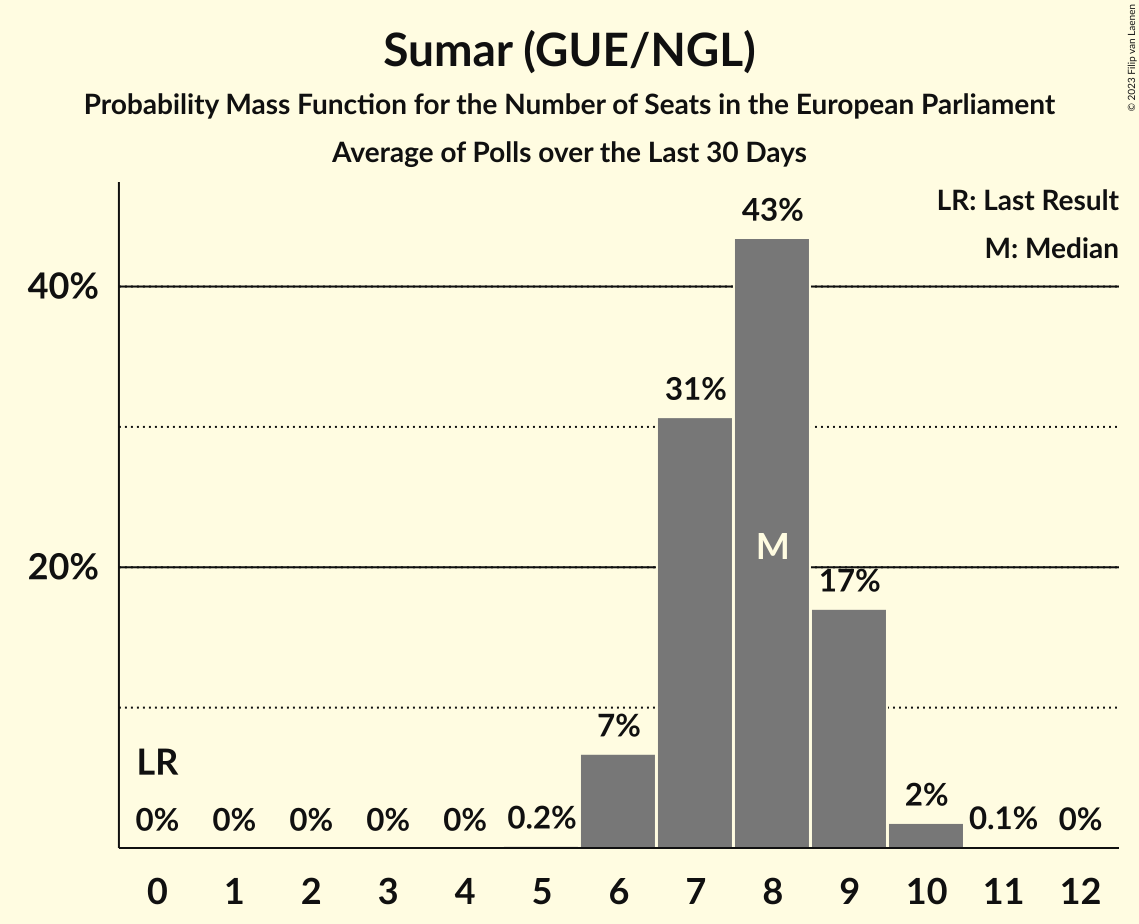 Sumar (GUE/NGL)
Probability Mass Function for the Number of Seats in the European Parliament
Average of Polls over the Last 30 Days
© 2023 Filip van Laenen
LR: Last Result
M: Median
43%
40%
31%
M
20%
17%
7%
LR
2%
0% 0% 0% 0% 0% 0.2% 0.1% 0%
0 1 2 3 4 5 6 7 8 9 10 11 12